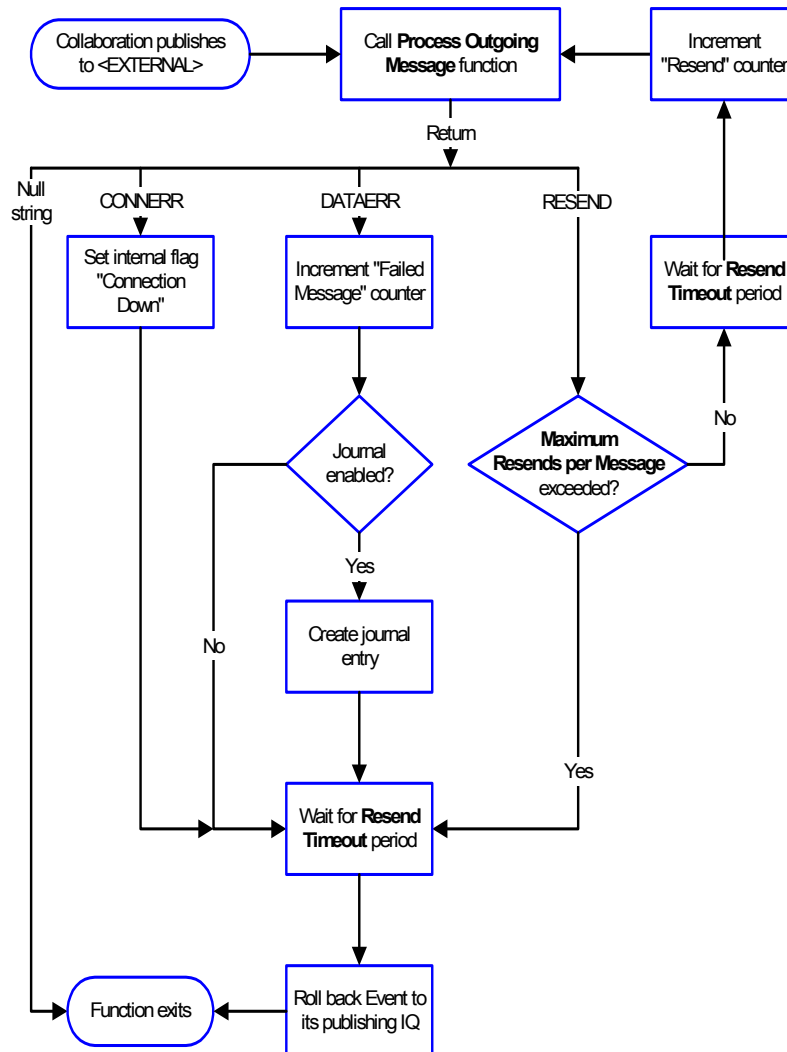 Collaboration publishes
to <EXTERNAL>
Call Process Outgoing
Message function
Increment
"Resend" counter
Return
Null
string
CONNERR
DATAERR
RESEND
Set internal flag
"Connection
Down"
Increment "Failed
Message" counter
Wait for Resend
Timeout period
No
Journal
enabled?
Maximum
Resends per Message
exceeded?
Yes
No
Create journal
entry
Yes
Wait for Resend
Timeout period
Function exits
Roll back Event to
its publishing IQ